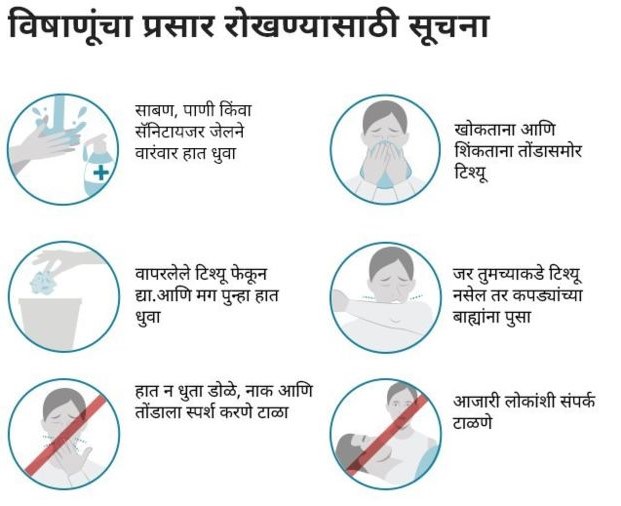 विषाणूंचा प्रसार रोखण्यासाठी सूचना
साबण, पाणी किंवा
सॅनिटायजर जेलने
वारंवार हात धुवा
खोकताना आणि
शिंकताना तोंडासमोर
टिश्यू
वापरलेले टिश्यू फेकून
द्या.आणि मग पुन्हा हात
धुवा
जर तुमच्याकडे टिश्यू
नसेल तर कपड्यांच्या
बाह्यांना पुसा
हात न धुता डोळे, नाक आणि
तोंडाला स्पर्श करणे टाळा
आजारी लोकांशी संपर्क
टाळणे